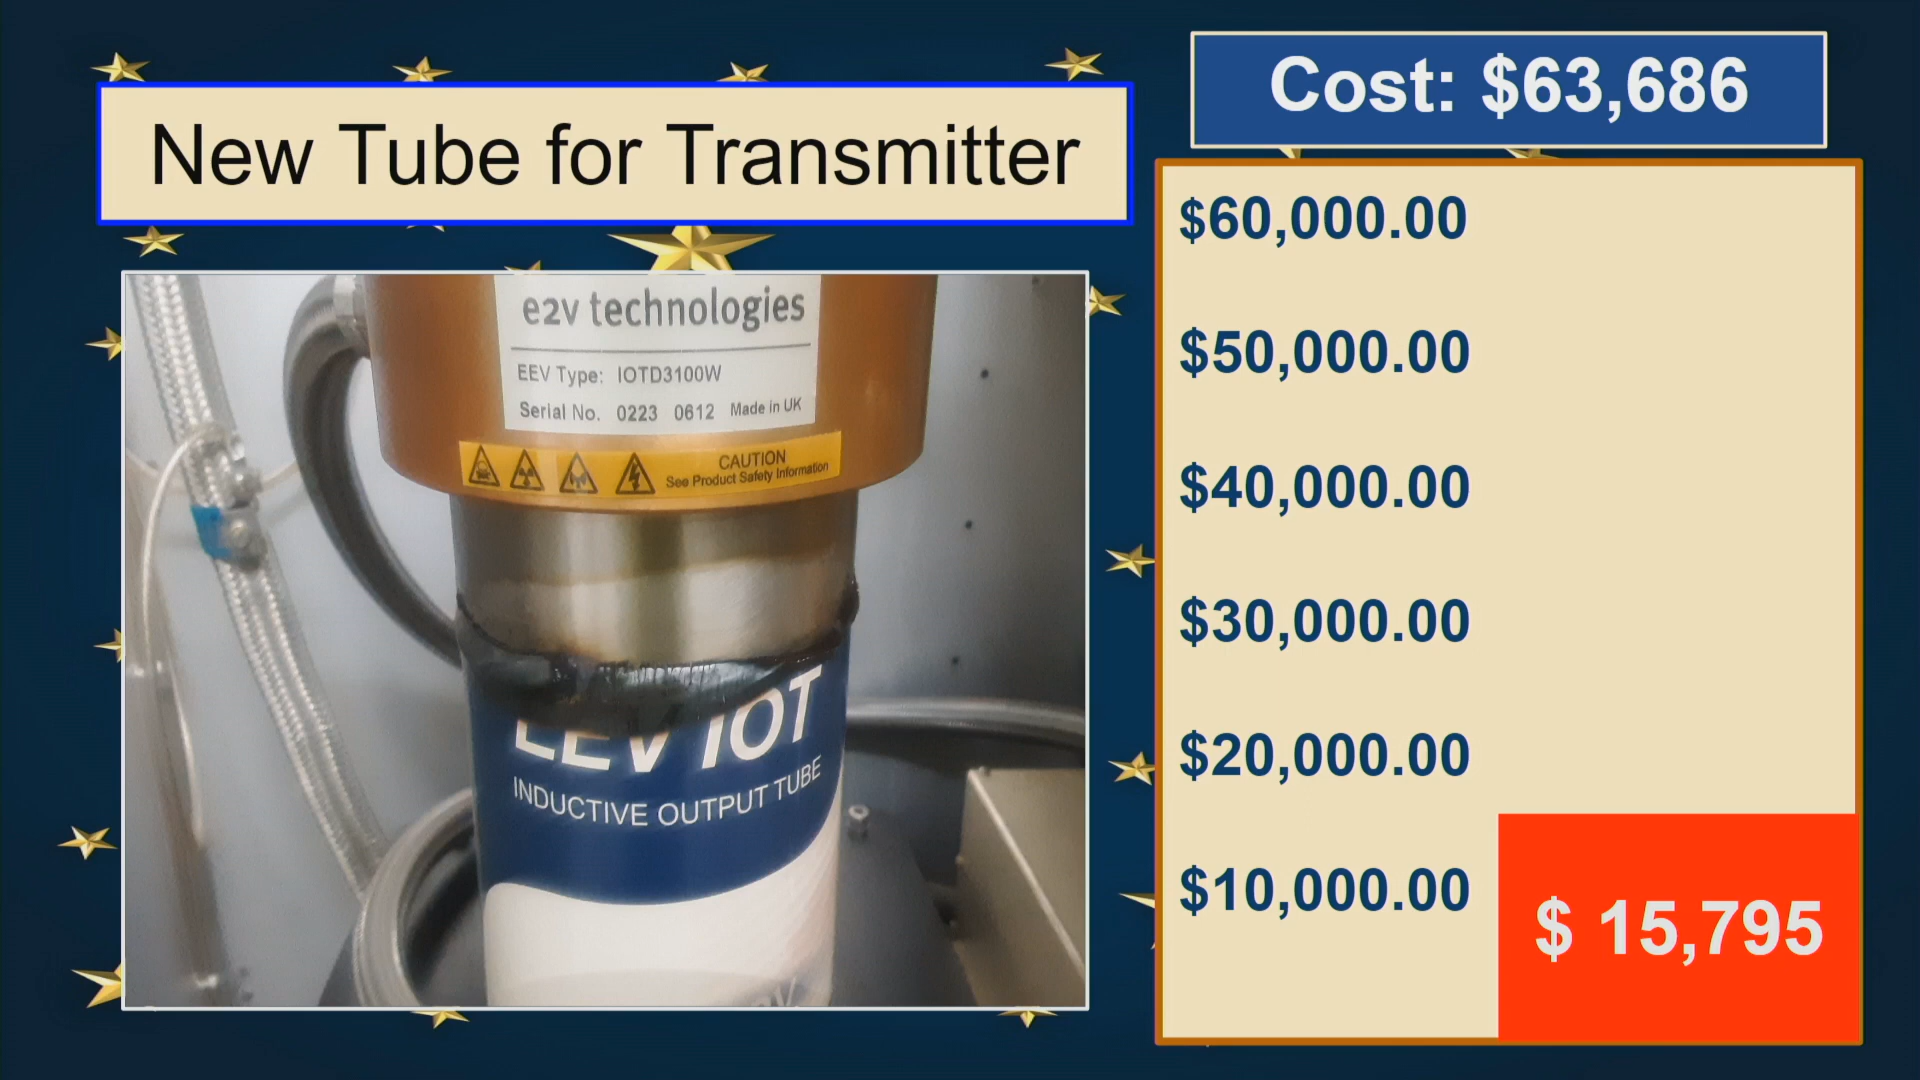 New Tube for Transmitter
Cost: $63,686
e2v technologies
EEV Type: IOTD3100W
Serial No. 0223 0612 Made in UK
CAUTION
See Product Safety Information
EEV IOT
INDUCTIVE OUTPUT TUBE
$60,000.00
$50,000.00
$40,000.00
$30,000.00
$20,000.00
$10,000.00
$ 15,795